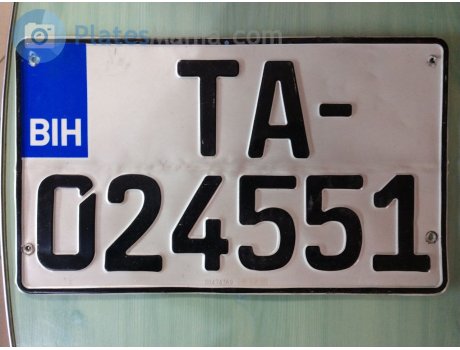 Platesmania.com
BIH
TA-
024551